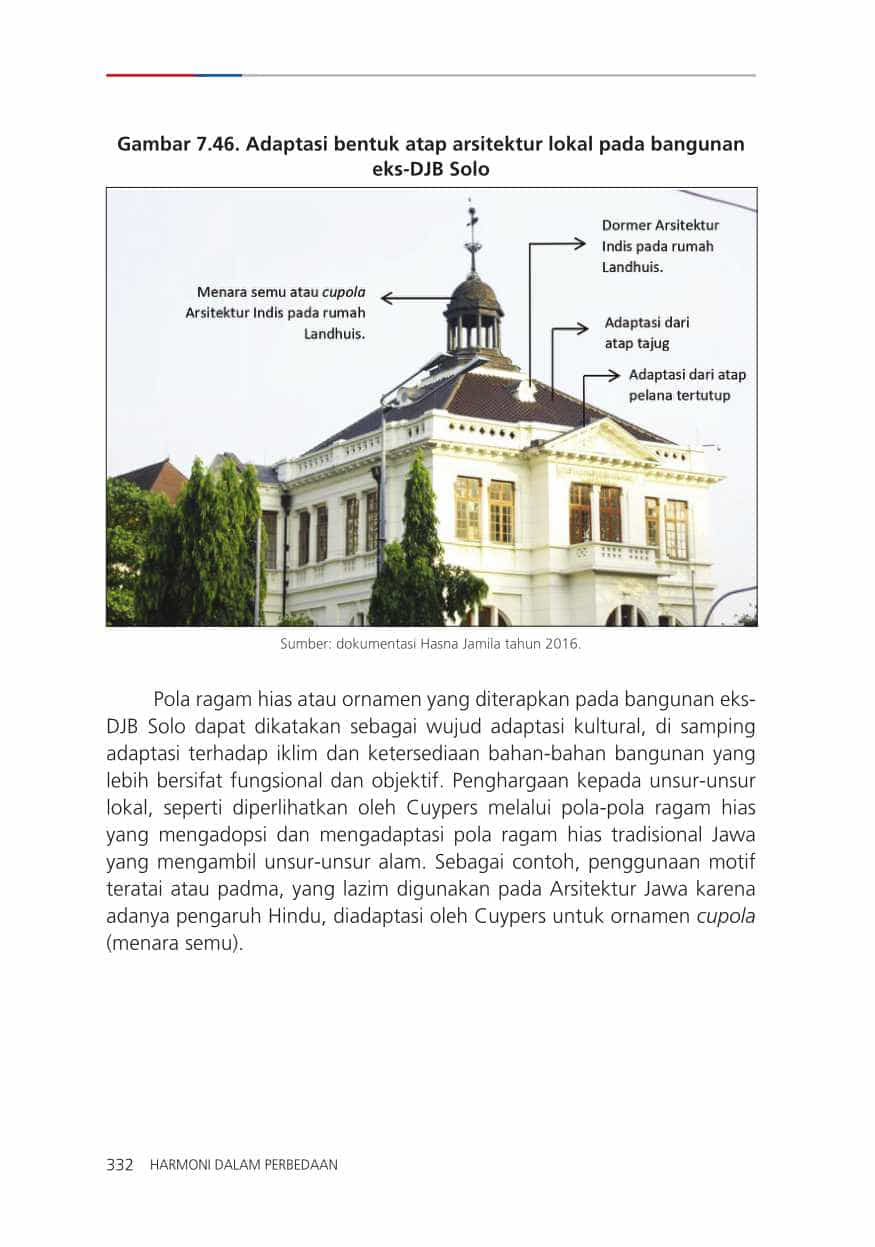 Gambar 7.46. Adaptasi bentuk atap arsitektur lokal pada bangunan
eks-DJB Solo
Dormer Arsitektur
Indis pada rumah
Landhuis.
Menara semu atau cupola
Arsitektur Indis pada rumah
Landhuis.
Adaptasi dari
atap tajug
Adaptasi dari atap
pelana tertutup
Sumber: dokumentasi Hasna Jamila tahun 2016.
Pola ragam hias atau ornamen yang diterapkan pada bangunan eks-
DJB Solo dapat dikatakan sebagai wujud adaptasi kultural, di samping
adaptasi terhadap iklim dan ketersediaan bahan-bahan bangunan yang
lebih bersifat fungsional dan objektif. Penghargaan kepada unsur-unsur
lokal, seperti diperlihatkan oleh Cuypers melalui pola-pola ragam hias
yang mengadopsi dan mengadaptasi pola ragam hias tradisional Jawa
yang mengambil unsur-unsur alam. Sebagai contoh, penggunaan motif
teratai atau padma, yang lazim digunakan pada Arsitektur Jawa karena
adanya pengaruh Hindu, diadaptasi oleh Cuypers untuk ornamen cupola
(menara semu).
332 HARMONI DALAM PERBEDAAN